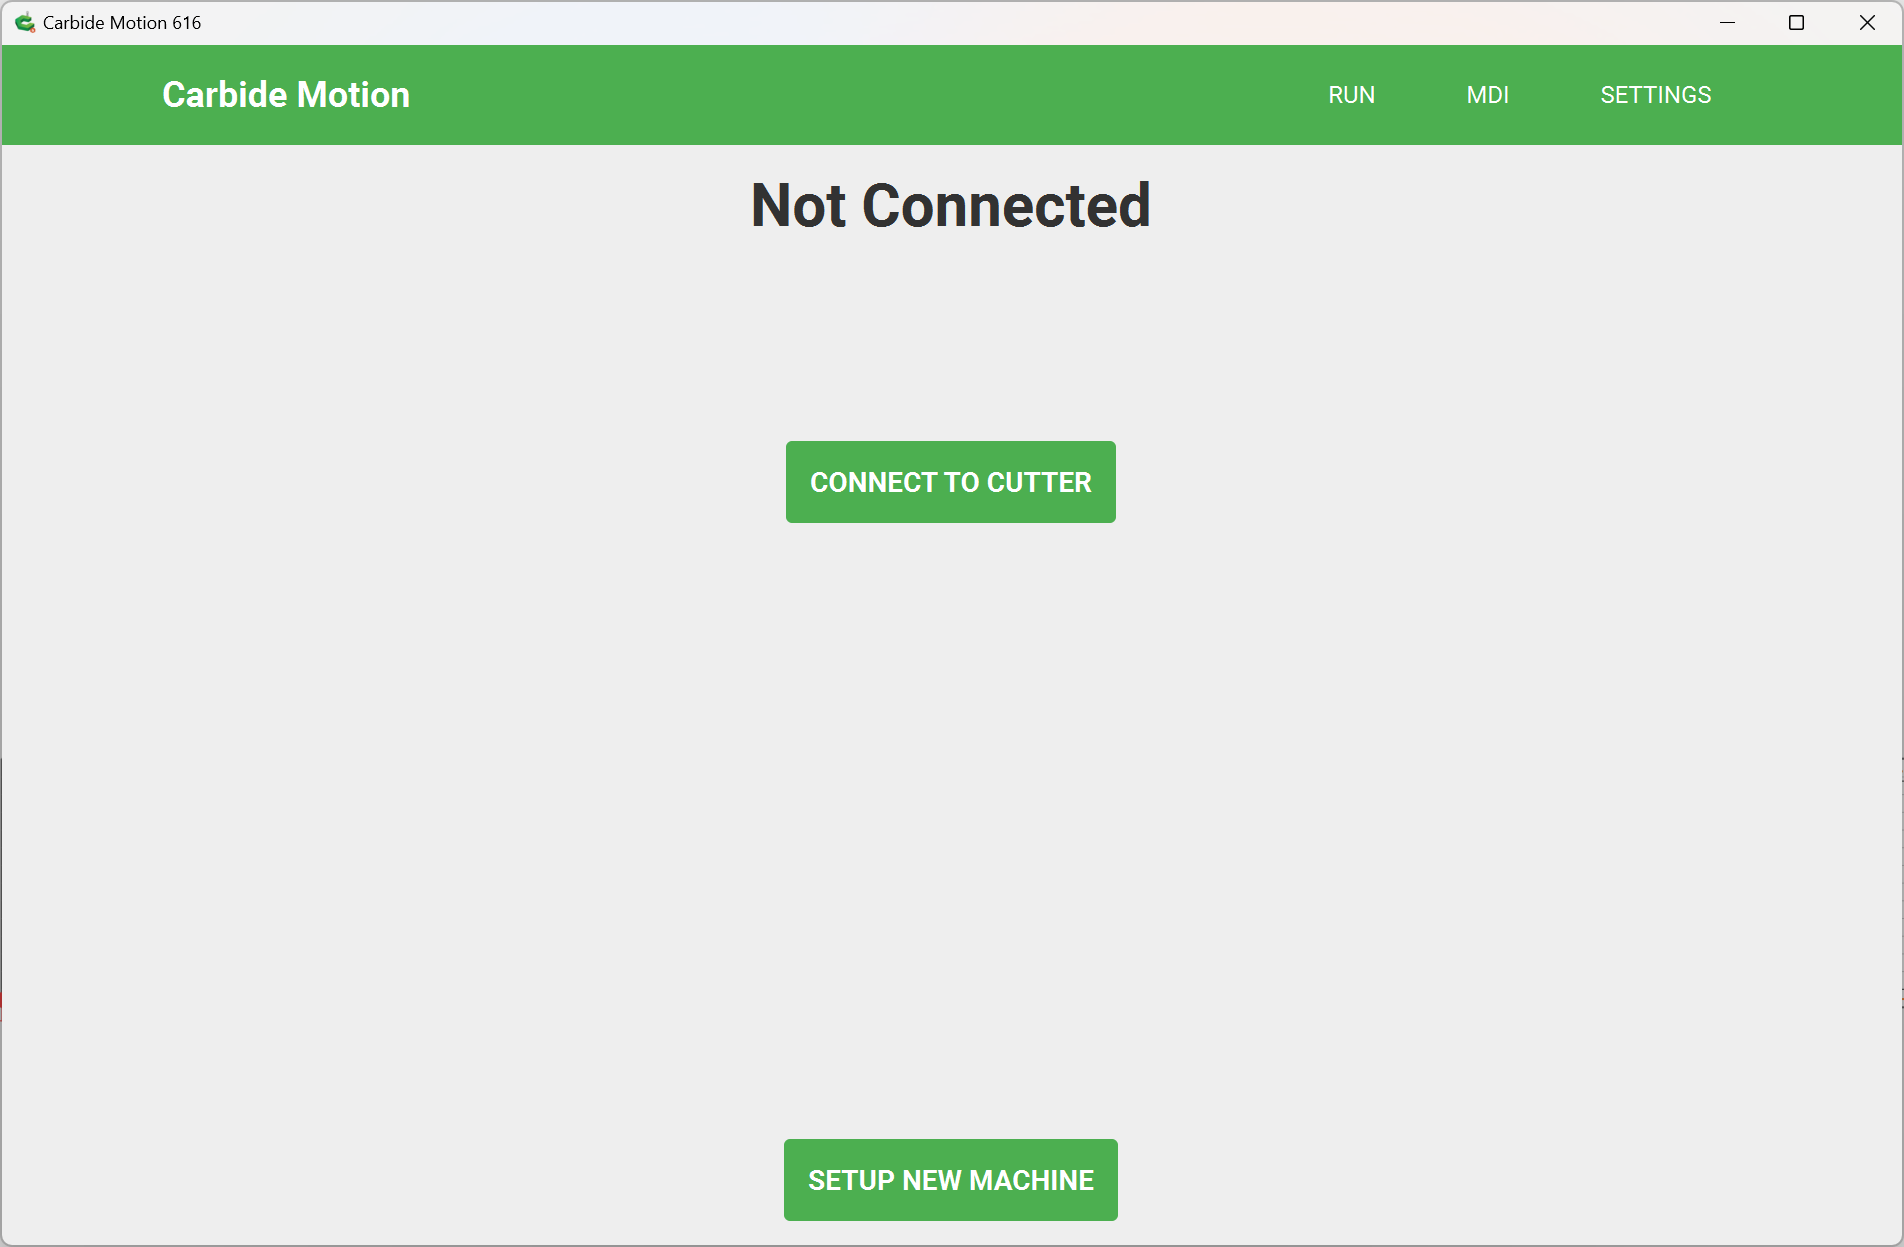 Carbide Motion 616
Carbide Motion RUN MDI SETTINGS
Not Connected
CONNECT TO CUTTER
SETUP NEW MACHINE